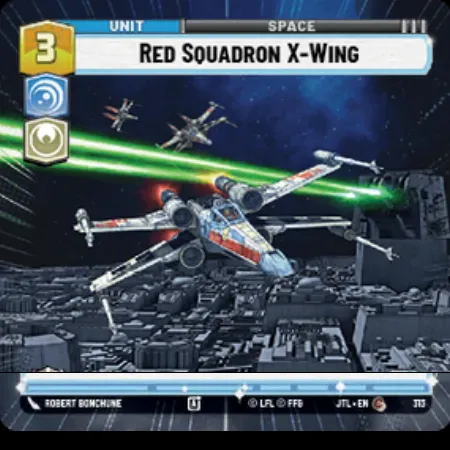 UNIT SPACE
3 RED SQUADRON X-WING
ROBERT BONCHUNE A © LFL Ⓟ FFG JTL • EN 313